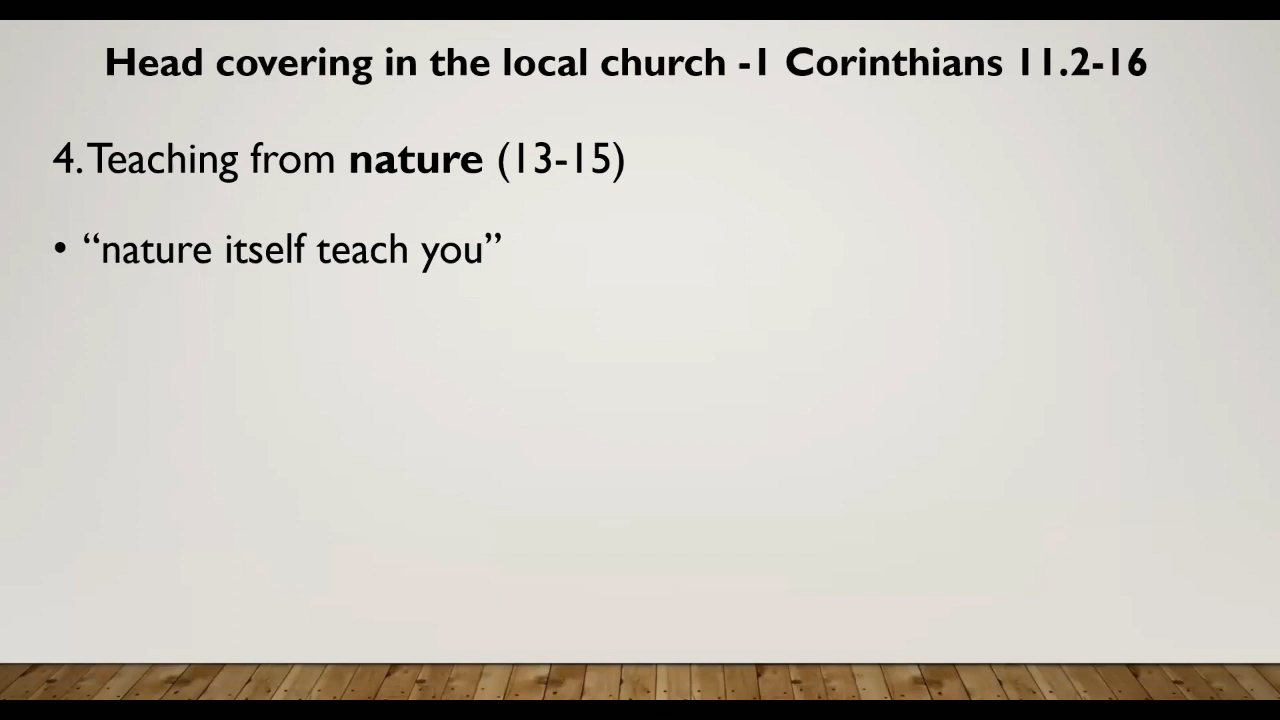 Head covering in the local church -1 Corinthians 11.2-16
4. Teaching from nature (13-15)
• “nature itself teach you”